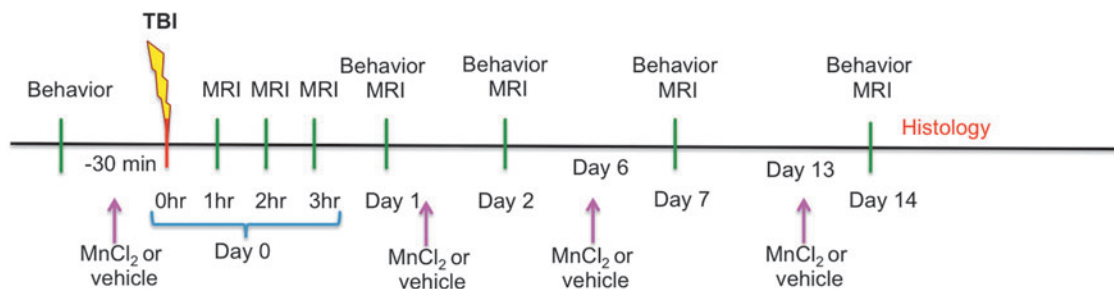 TBI
Behavior
MRI MRI MRI
Behavior
MRI
Behavior
MRI
Behavior
MRI
Behavior
MRI
Histology
-30 min
0hr 1hr 2hr 3hr
Day 0
Day 1
Day 2
Day 6
Day 7
Day 13
Day 14
MnCl₂ or
vehicle
MnCl₂ or
vehicle
MnCl₂ or
vehicle
MnCl₂ or
vehicle